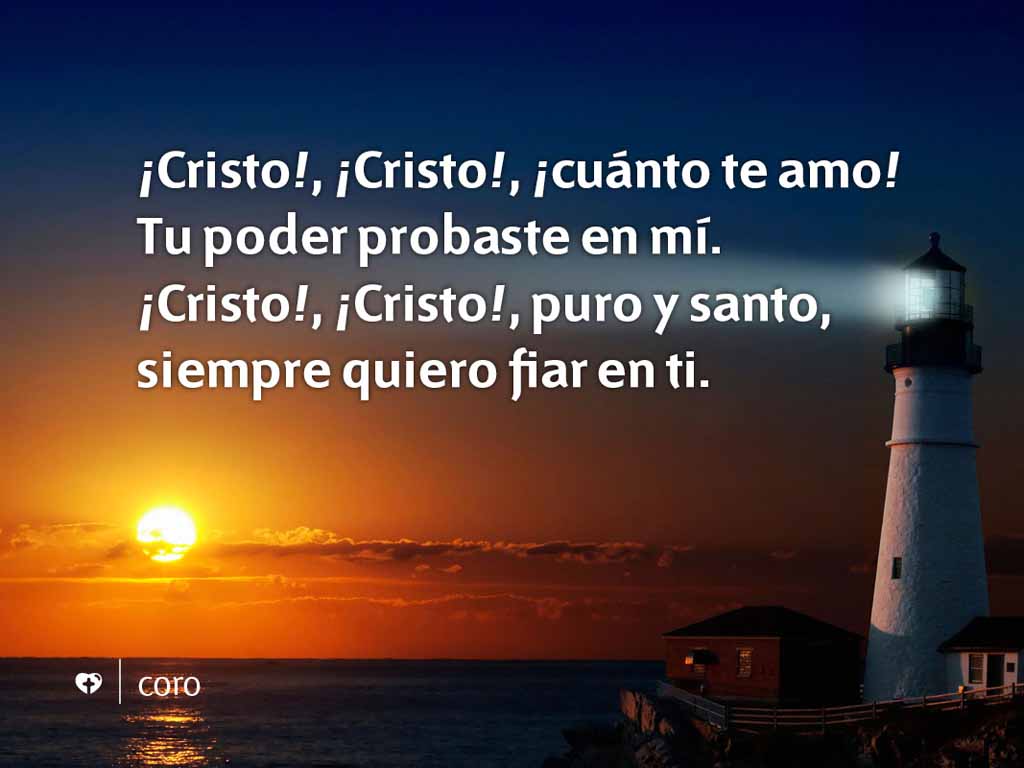 ¡Cristo!, ¡Cristo!, ¡cuánto te amo!
Tu poder probaste en mí.
¡Cristo!, ¡Cristo!, puro y santo,
siempre quiero fiar en ti.
coro